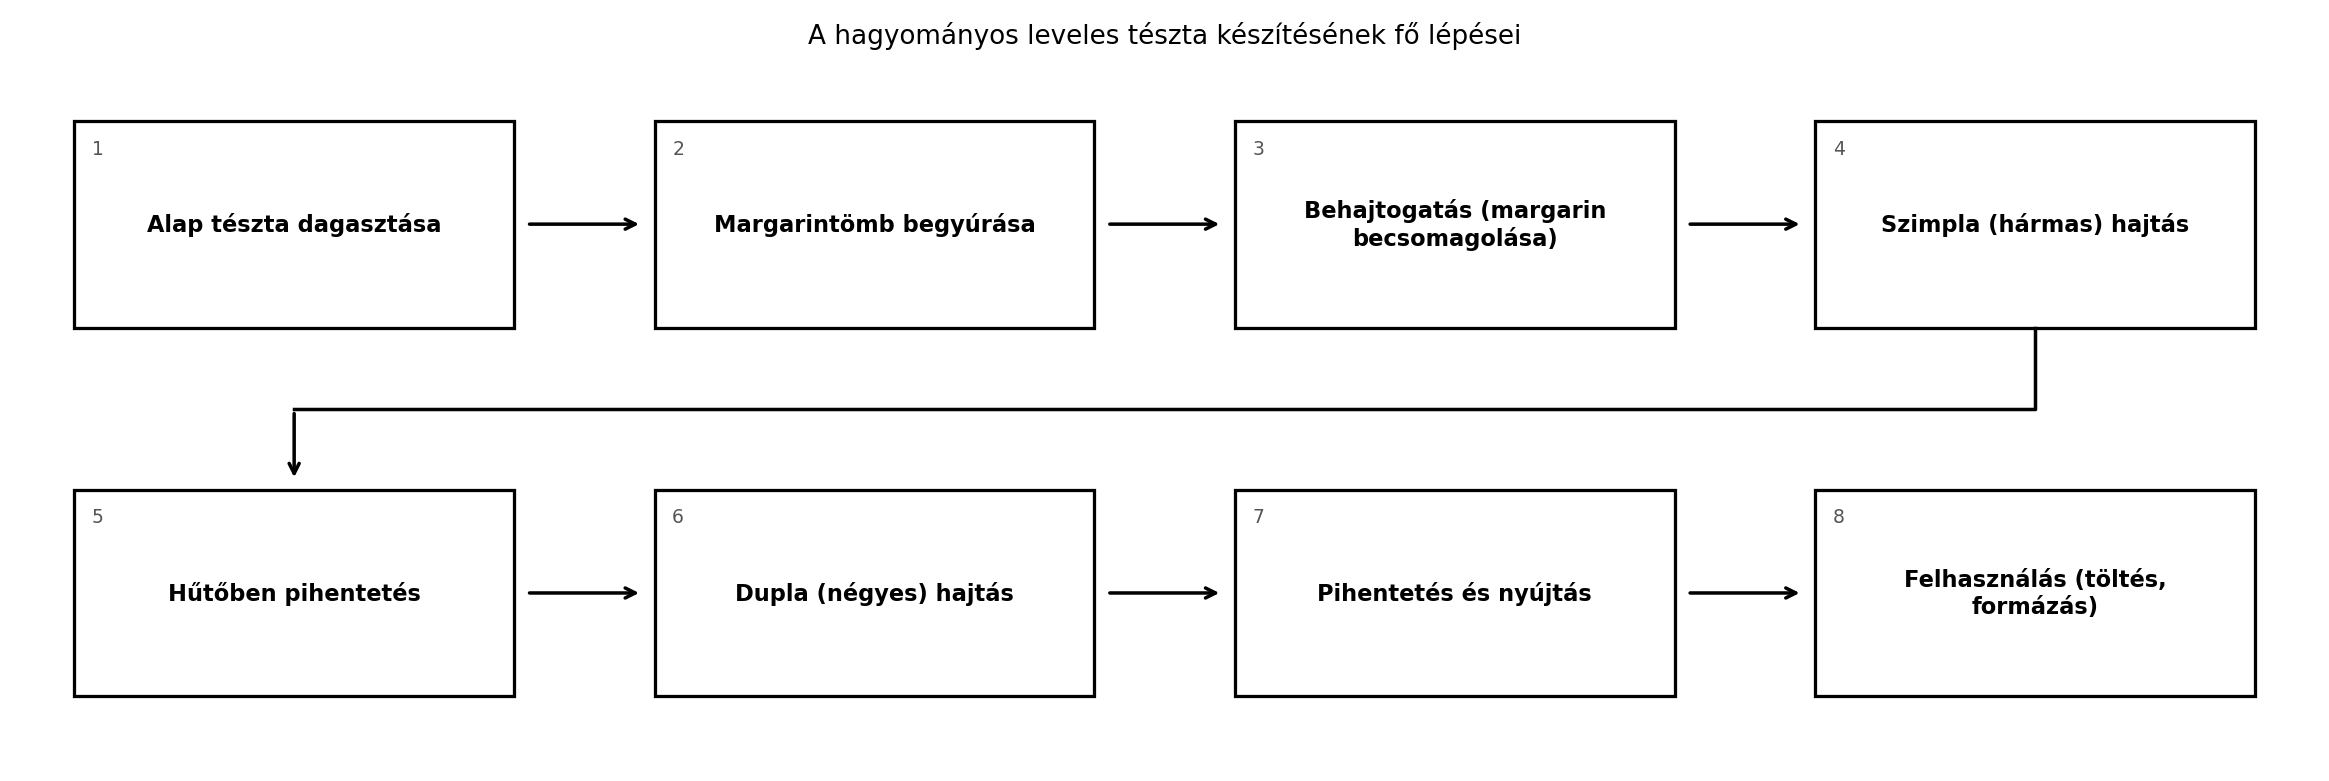 A hagyományos leveles tészta készítésének fő lépései
1
Alap tészta dagasztása
2
Margarintömb begyúrása
3
Behajtogatás (margarin
becsomagolása)
4
Szimpla (hármas) hajtás
5
Hűtőben pihentetés
6
Dupla (négyes) hajtás
7
Pihentetés és nyújtás
8
Felhasználás (töltés,
formázás)